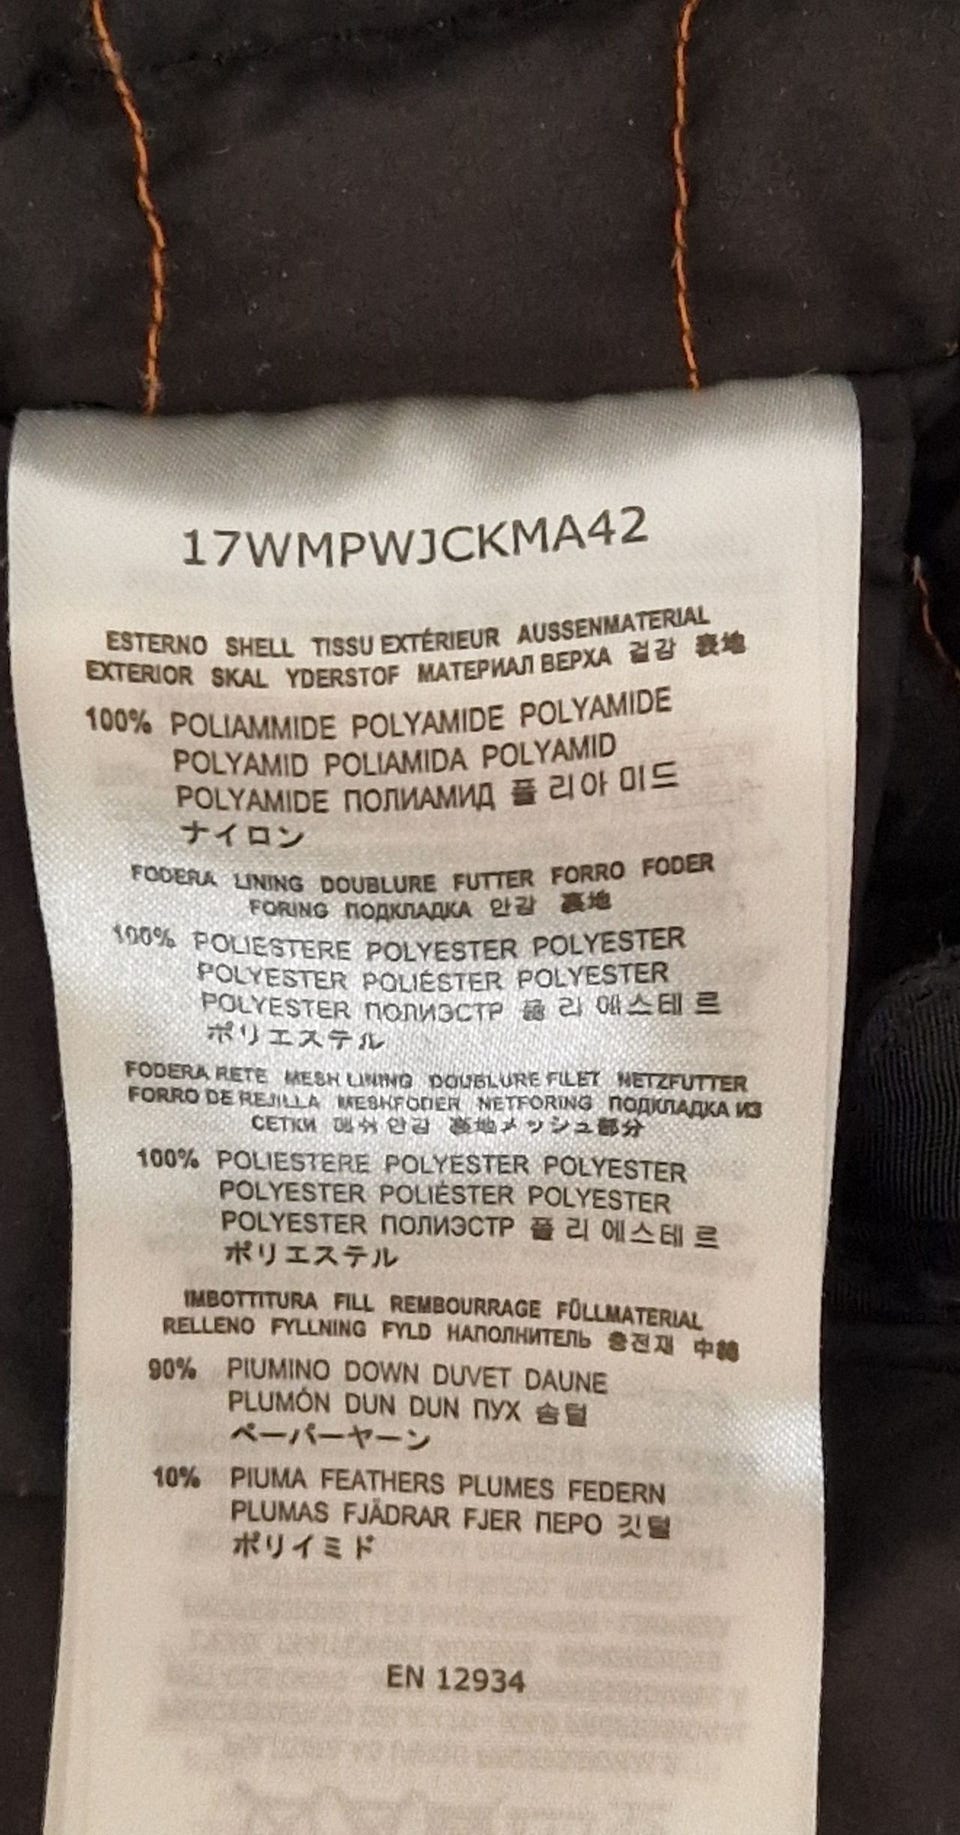 17WMPWJCKMA42
ESTERNO SHELL TISSU EXTÉRIEUR AUSSENMATERIAL
EXTERIOR SKAL YDERSTOF МАТЕРИАЛ ВЕРХА 겉감 表地
100% POLIAMMIDE POLYAMIDE POLYAMIDE
POLYAMID POLIAMIDA POLYAMID
POLYAMIDE ПОЛИАМИД 폴리아미드
ナイロン
FODERA LINING DOUBLURE FUTTER FORRO FODER
FORING ПОДКЛАДКА 안감 裏地
100% POLIESTERE POLYESTER POLYESTER
POLYESTER POLIÉSTER POLYESTER
POLYESTER ПОЛИЭСТР 폴리에스테르
ポリエステル
FODERA RETE MESH LINING DOUBLURE FILET NETZFUTTER
FORRO DE REJILLA MESHFODER NETFORING ПОДКЛАДКА ИЗ
СЕТКИ 매쉬안감 裏地メッシュ部分
100% POLIESTERE POLYESTER POLYESTER
POLYESTER POLIÉSTER POLYESTER
POLYESTER ПОЛИЭСТР 폴리에스테르
ポリエステル
IMBOTTITURA FILL REMBOURRAGE FÜLLMATERIAL
RELLENO FYLLNING FYLD НАПОЛНИТЕЛЬ 충전재 中綿
90% PIUMINO DOWN DUVET DAUNE
PLUMÓN DUN DUN ПУХ 솜털
ペーパーヤーン
10% PIUMA FEATHERS PLUMES FEDERN
PLUMAS FJÄDRAR FJER ПЕРО 깃털
ポリイミド
EN 12934